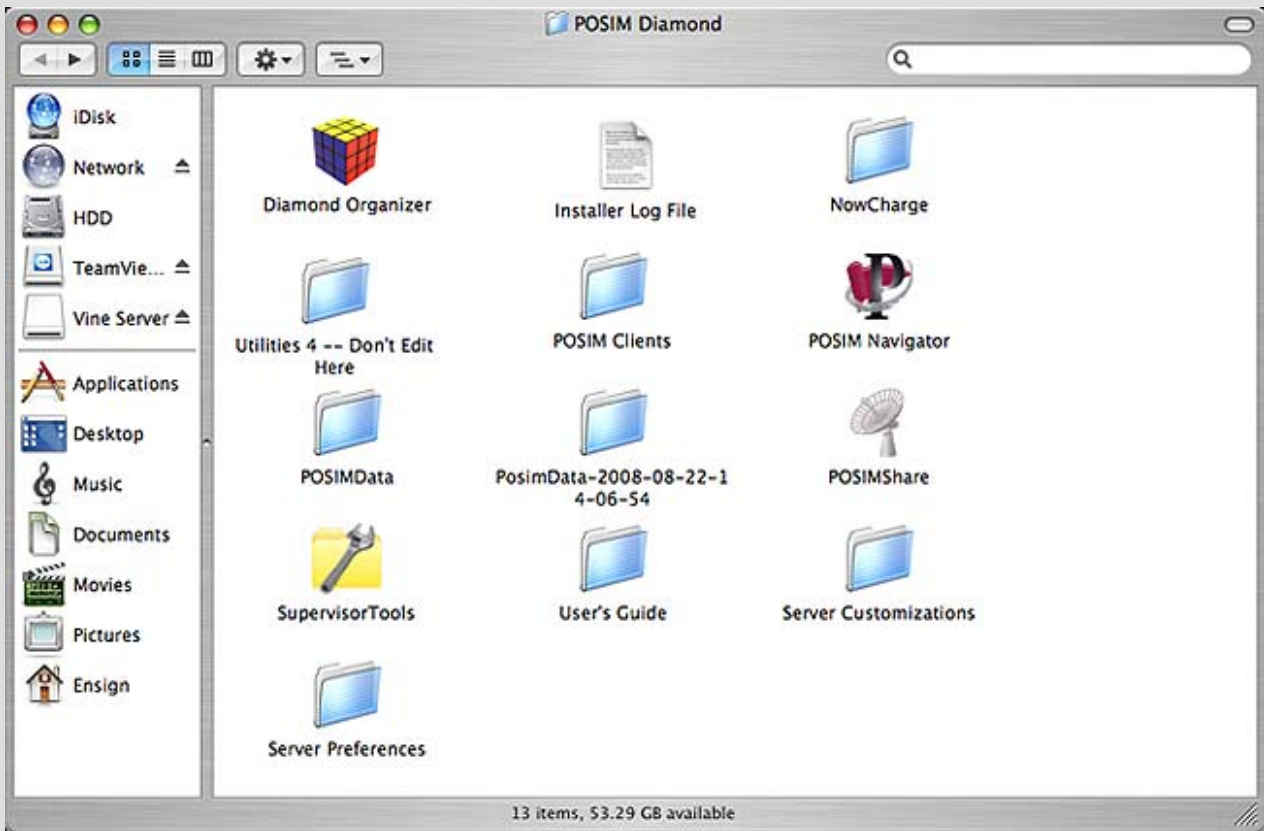 POSIM Diamond
iDisk
Network
HDD
TeamVie...
Vine Server
Applications
Desktop
Music
Documents
Movies
Pictures
Ensign
Diamond Organizer
Installer Log File
NowCharge
Utilities 4 -- Don't Edit
Here
POSIM Clients
POSIM Navigator
POSIMData
PosimData-2008-08-22-1
4-06-54
POSIMShare
SupervisorTools
User's Guide
Server Customizations
Server Preferences
13 items, 53.29 GB available